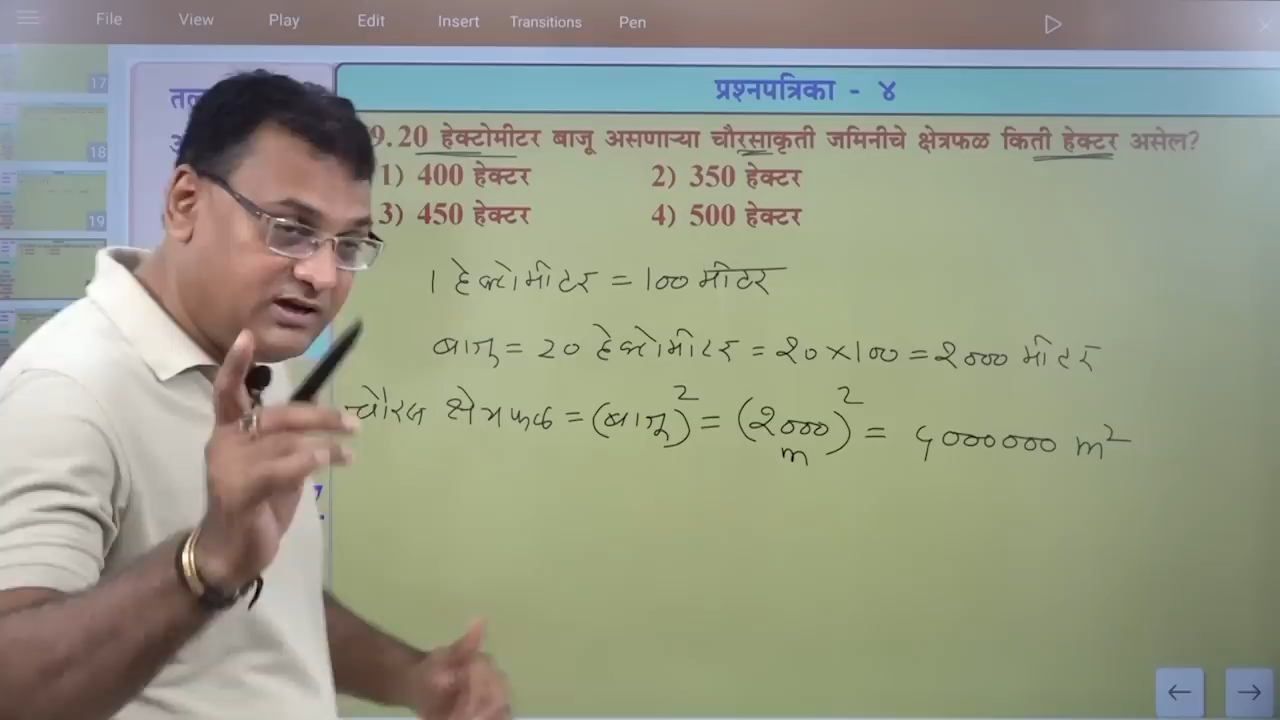 File View Play Edit Insert Transitions Pen
17
18
19
प्रश्नपत्रिका - ४
9.20 हेक्टोमीटर बाजू असणाऱ्या चौरसाकृती जमिनीचे क्षेत्रफळ किती हेक्टर असेल?
1) 400 हेक्टर 2) 350 हेक्टर
3) 450 हेक्टर 4) 500 हेक्टर
1 हेक्टोमीटर = 100 मीटर
बाजू = 20 हेक्टोमीटर = २०×100 = २००० मीटर
चौरस क्षेत्रफळ = (बाजू)² = (२०००)² = 4000000 m²
m